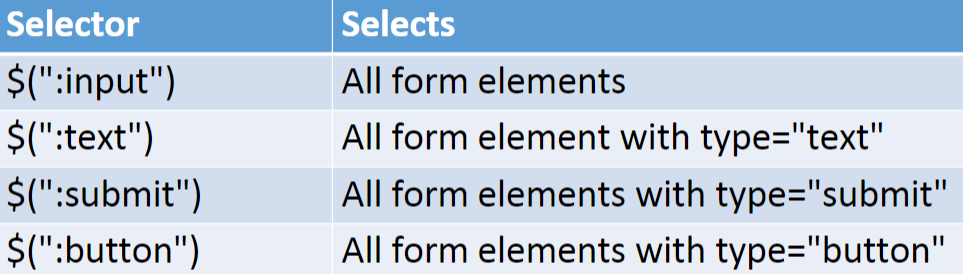 Selector Selects
$(":input") All form elements
$(":text") All form element with type="text"
$(":submit") All form elements with type="submit"
$(":button") All form elements with type="button"